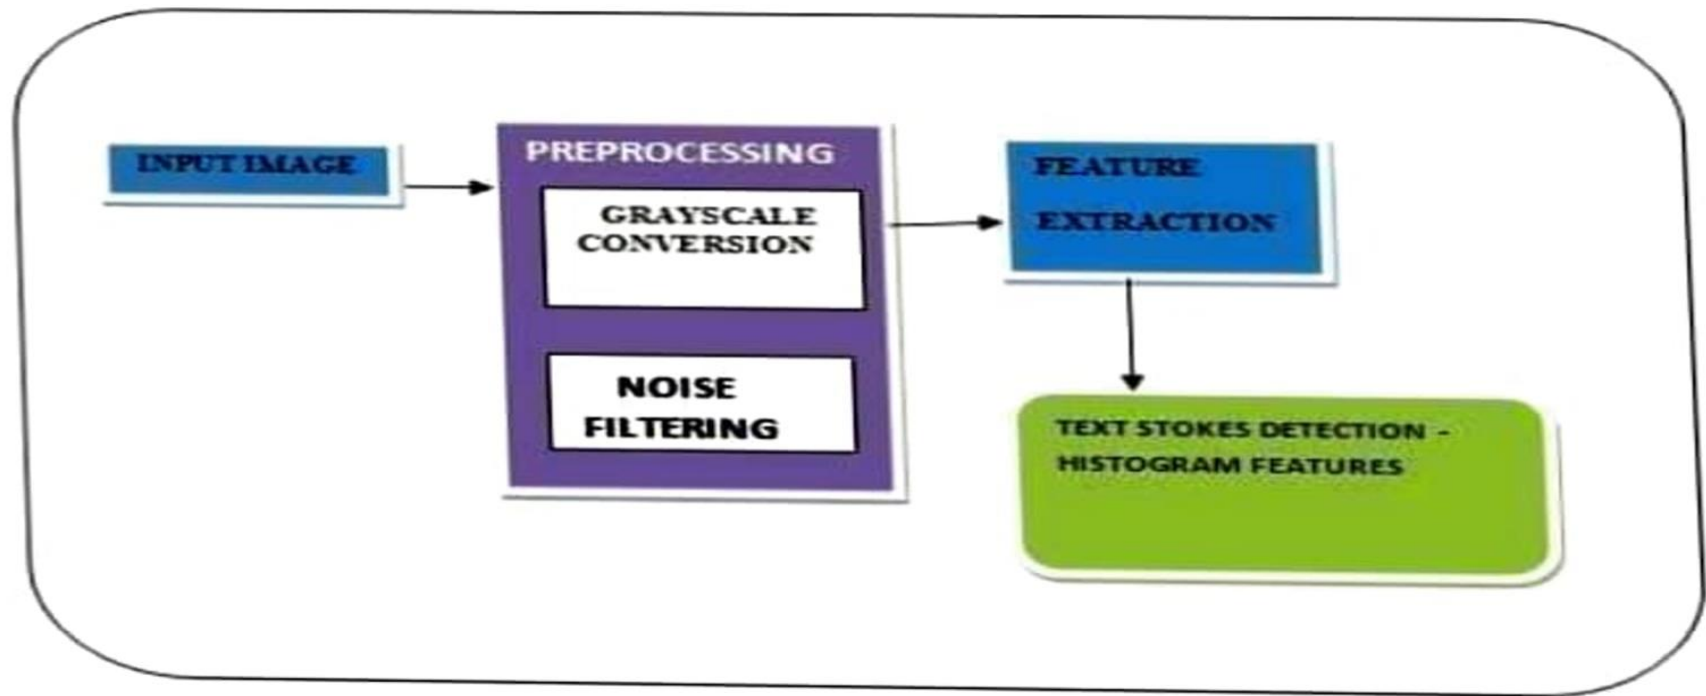 INPUT IMAGE
PREPROCESSING
GRAYSCALE
CONVERSION
NOISE
FILTERING
FEATURE
EXTRACTION
TEXT STOKES DETECTION -
HISTOGRAM FEATURES